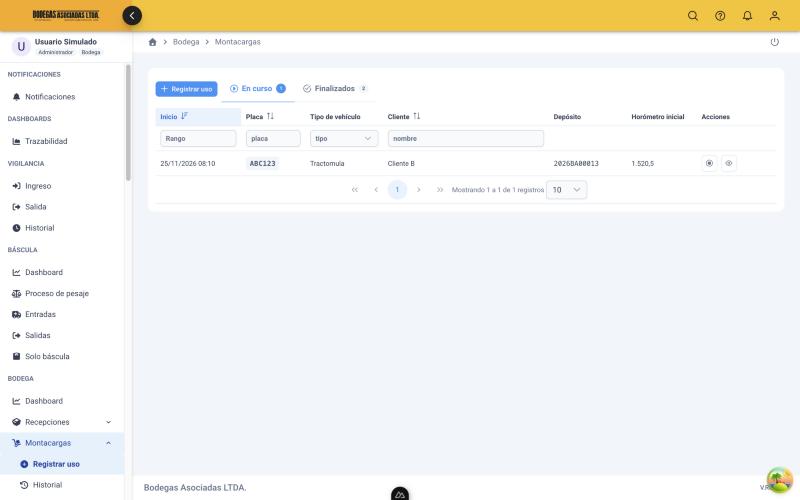 BODEGAS ASOCIADAS LTDA.
Usuario Simulado
U
Administrador Bodega
Bodega
Montacargas
NOTIFICACIONES
Notificaciones
DASHBOARDS
Trazabilidad
VIGILANCIA
Ingreso
Salida
Historial
BÁSCULA
Dashboard
Proceso de pesaje
Entradas
Salidas
Solo báscula
BODEGA
Dashboard
Recepciones
Montacargas
Registrar uso
Historial
Registrar uso
En curso 1
Finalizados 2
Inicio Placa Tipo de vehículo Cliente Depósito Horómetro inicial Acciones
Rango placa tipo nombre
25/11/2026 08:10 ABC123 Tractomula Cliente B 2026BA00013 1.520,5
1 Mostrando 1 a 1 de 1 registros 10
Bodegas Asociadas LTDA.